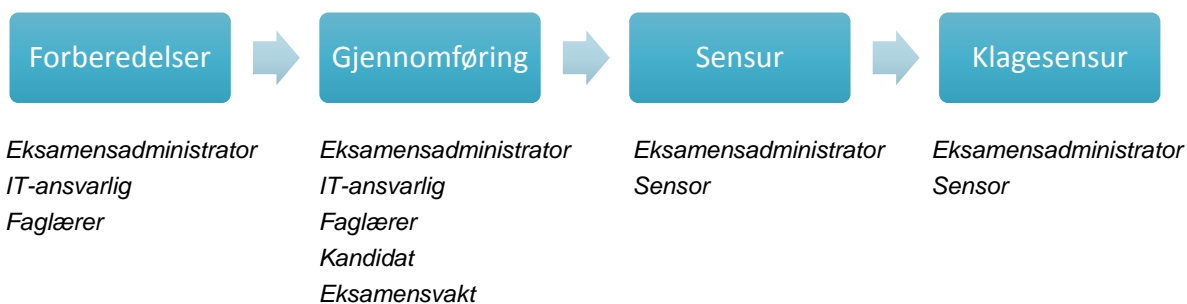 Forberedelser
Gjennomføring
Sensur
Klagesensur
Eksamensadministrator
IT-ansvarlig
Faglærer
Eksamensadministrator
IT-ansvarlig
Faglærer
Kandidat
Eksamensvakt
Eksamensadministrator
Sensor
Eksamensadministrator
Sensor